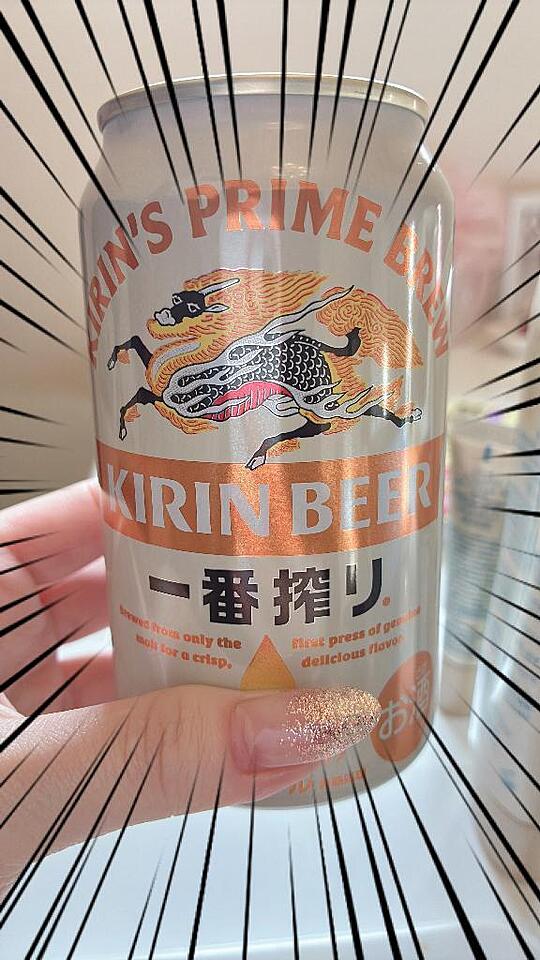 KIRIN'S PRIME BREW
KIRIN BEER
一番搾り。
brewed from only the
malt for a crisp,
first press of genuine
delicious flavor.
お酒